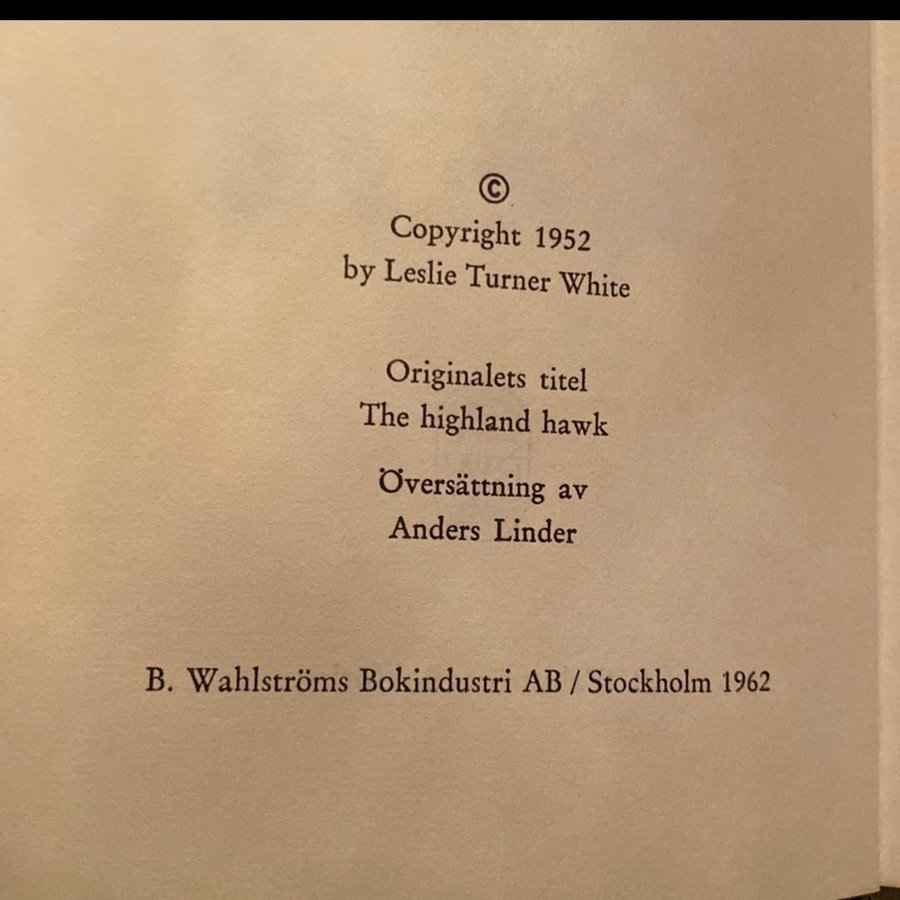 ©
Copyright 1952
by Leslie Turner White
Originalets titel
The highland hawk
Översättning av
Anders Linder
B. Wahlströms Bokindustri AB / Stockholm 1962